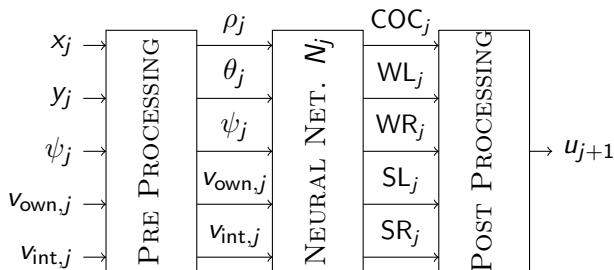 x_j
y_j
ψ_j
v_own,j
v_int,j
PRE PROCESSING
ρ_j
θ_j
ψ_j
v_own,j
v_int,j
NEURAL NET. N_j
COC_j
WL_j
WR_j
SL_j
SR_j
POST PROCESSING
u_j+1